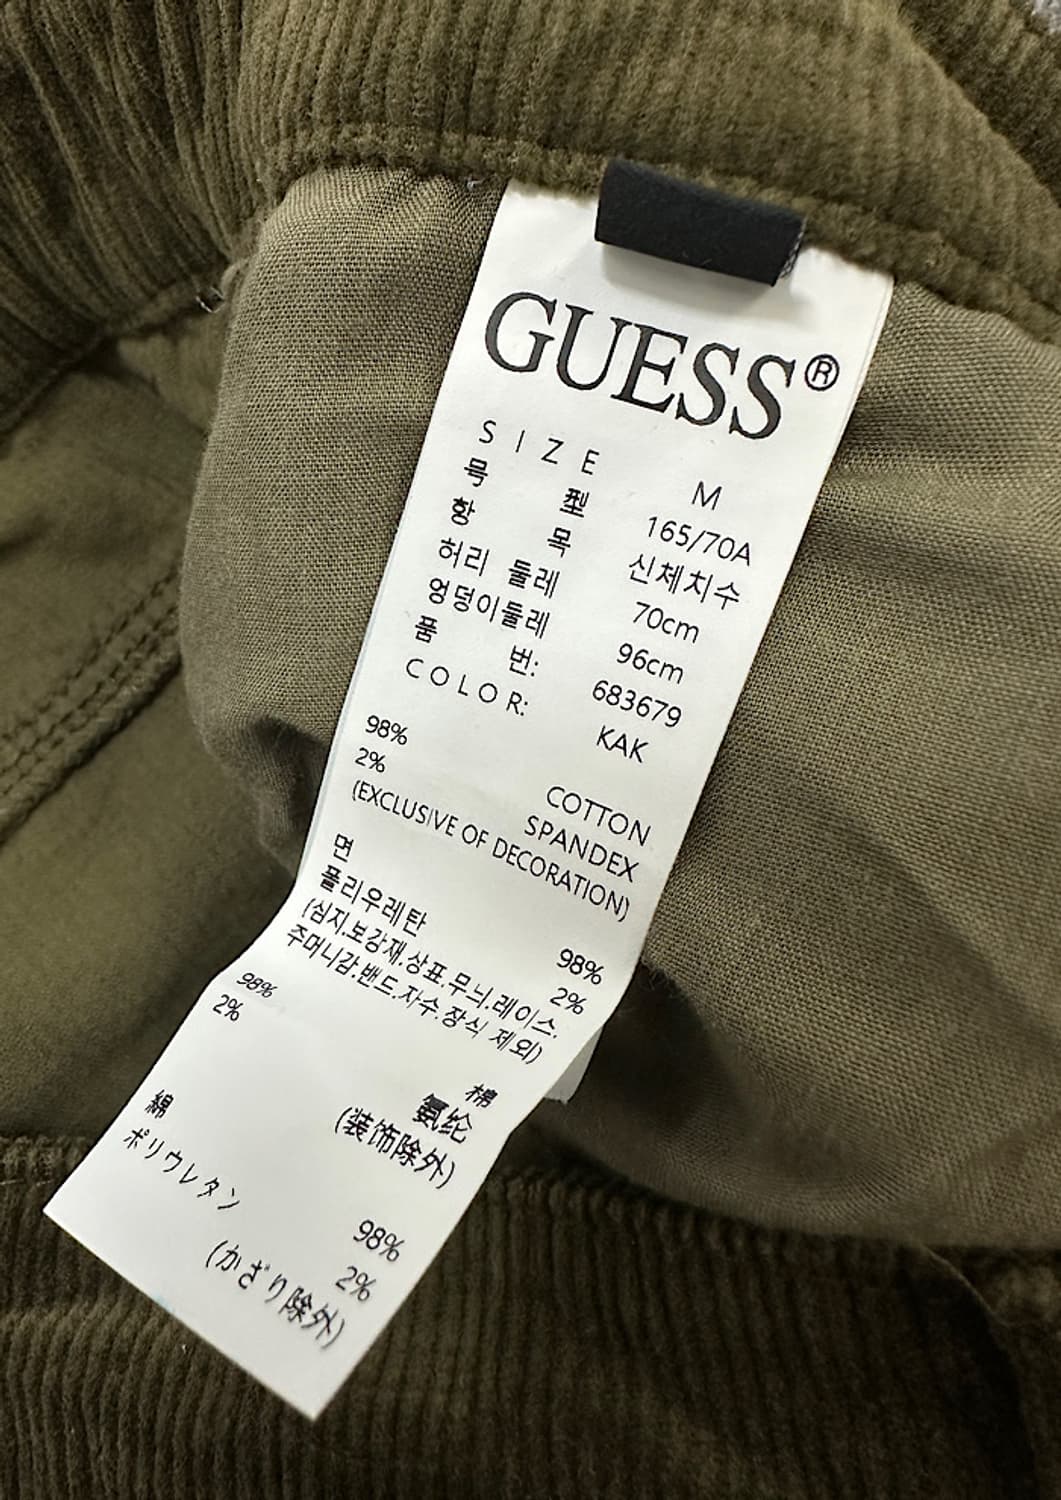 GUESS®
SIZE M
号型 165/70A
항목 신체치수
허리 둘레 70cm
엉덩이둘레 96cm
품번: 683679
COLOR: KAK
98% COTTON
2% SPANDEX
(EXCLUSIVE OF DECORATION)
면 98%
폴리우레탄 2%
(심지.보강재.상표.무늬.레이스.
주머니감.밴드.자수.장식 제외)
98% 棉
2% 氨纶
(装饰除外)
綿 98%
ポリウレタン 2%
(かざり除外)